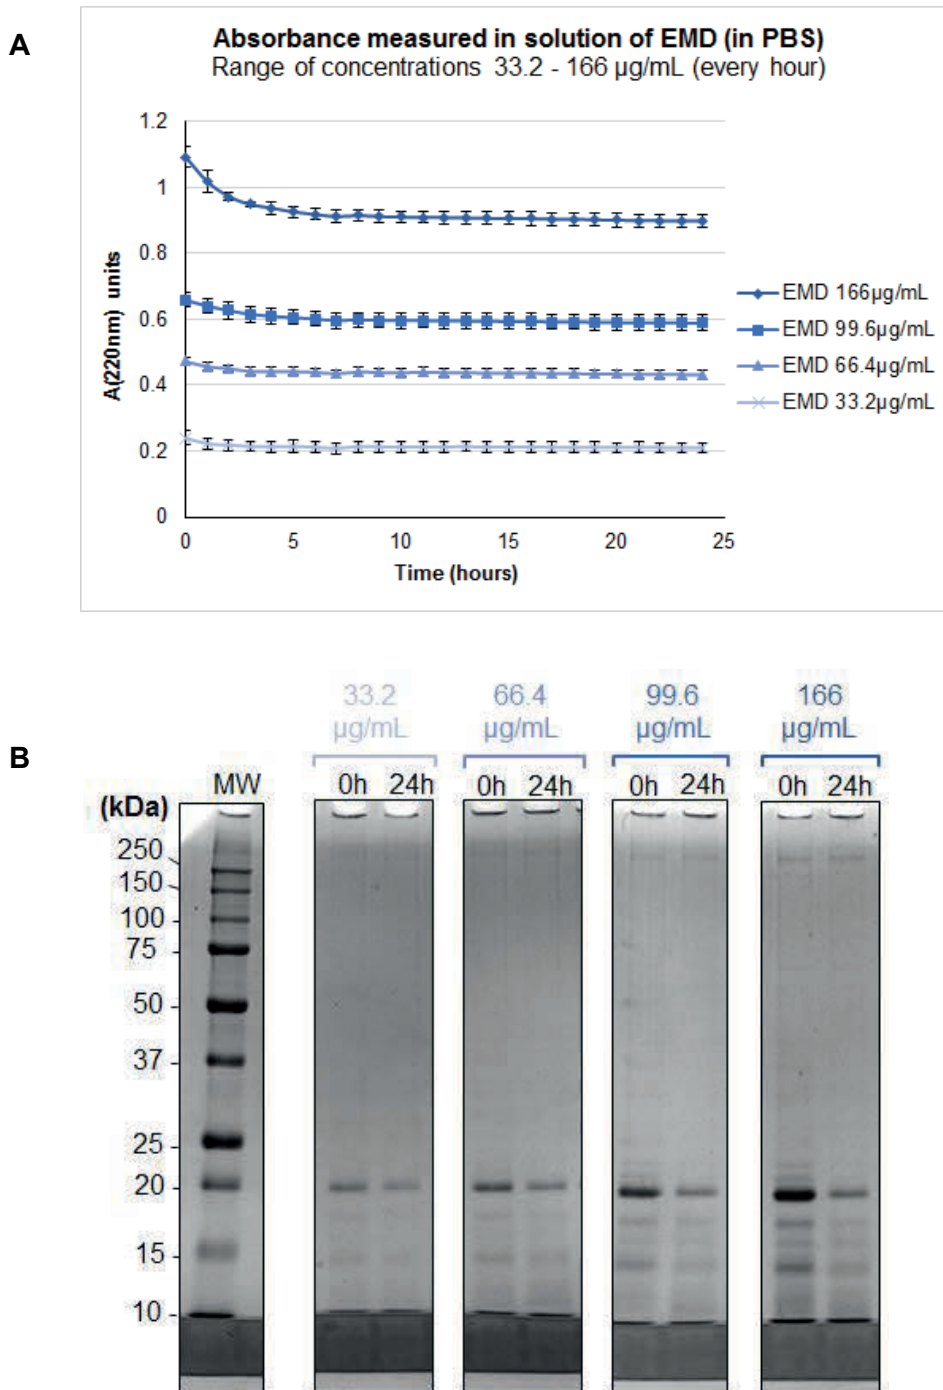 A
Absorbance measured in solution of EMD (in PBS)
Range of concentrations 33.2 - 166 µg/mL (every hour)
1.2
1
0.8
0.6
0.4
0.2
0
A(220nm) units
0 5 10 15 20 25
Time (hours)
EMD 166µg/mL
EMD 99.6µg/mL
EMD 66.4µg/mL
EMD 33.2µg/mL
B
33.2 66.4 99.6 166
µg/mL µg/mL µg/mL µg/mL
MW 0h 24h 0h 24h 0h 24h 0h 24h
(kDa)
250
150
100
75
50
37
25
20
15
10